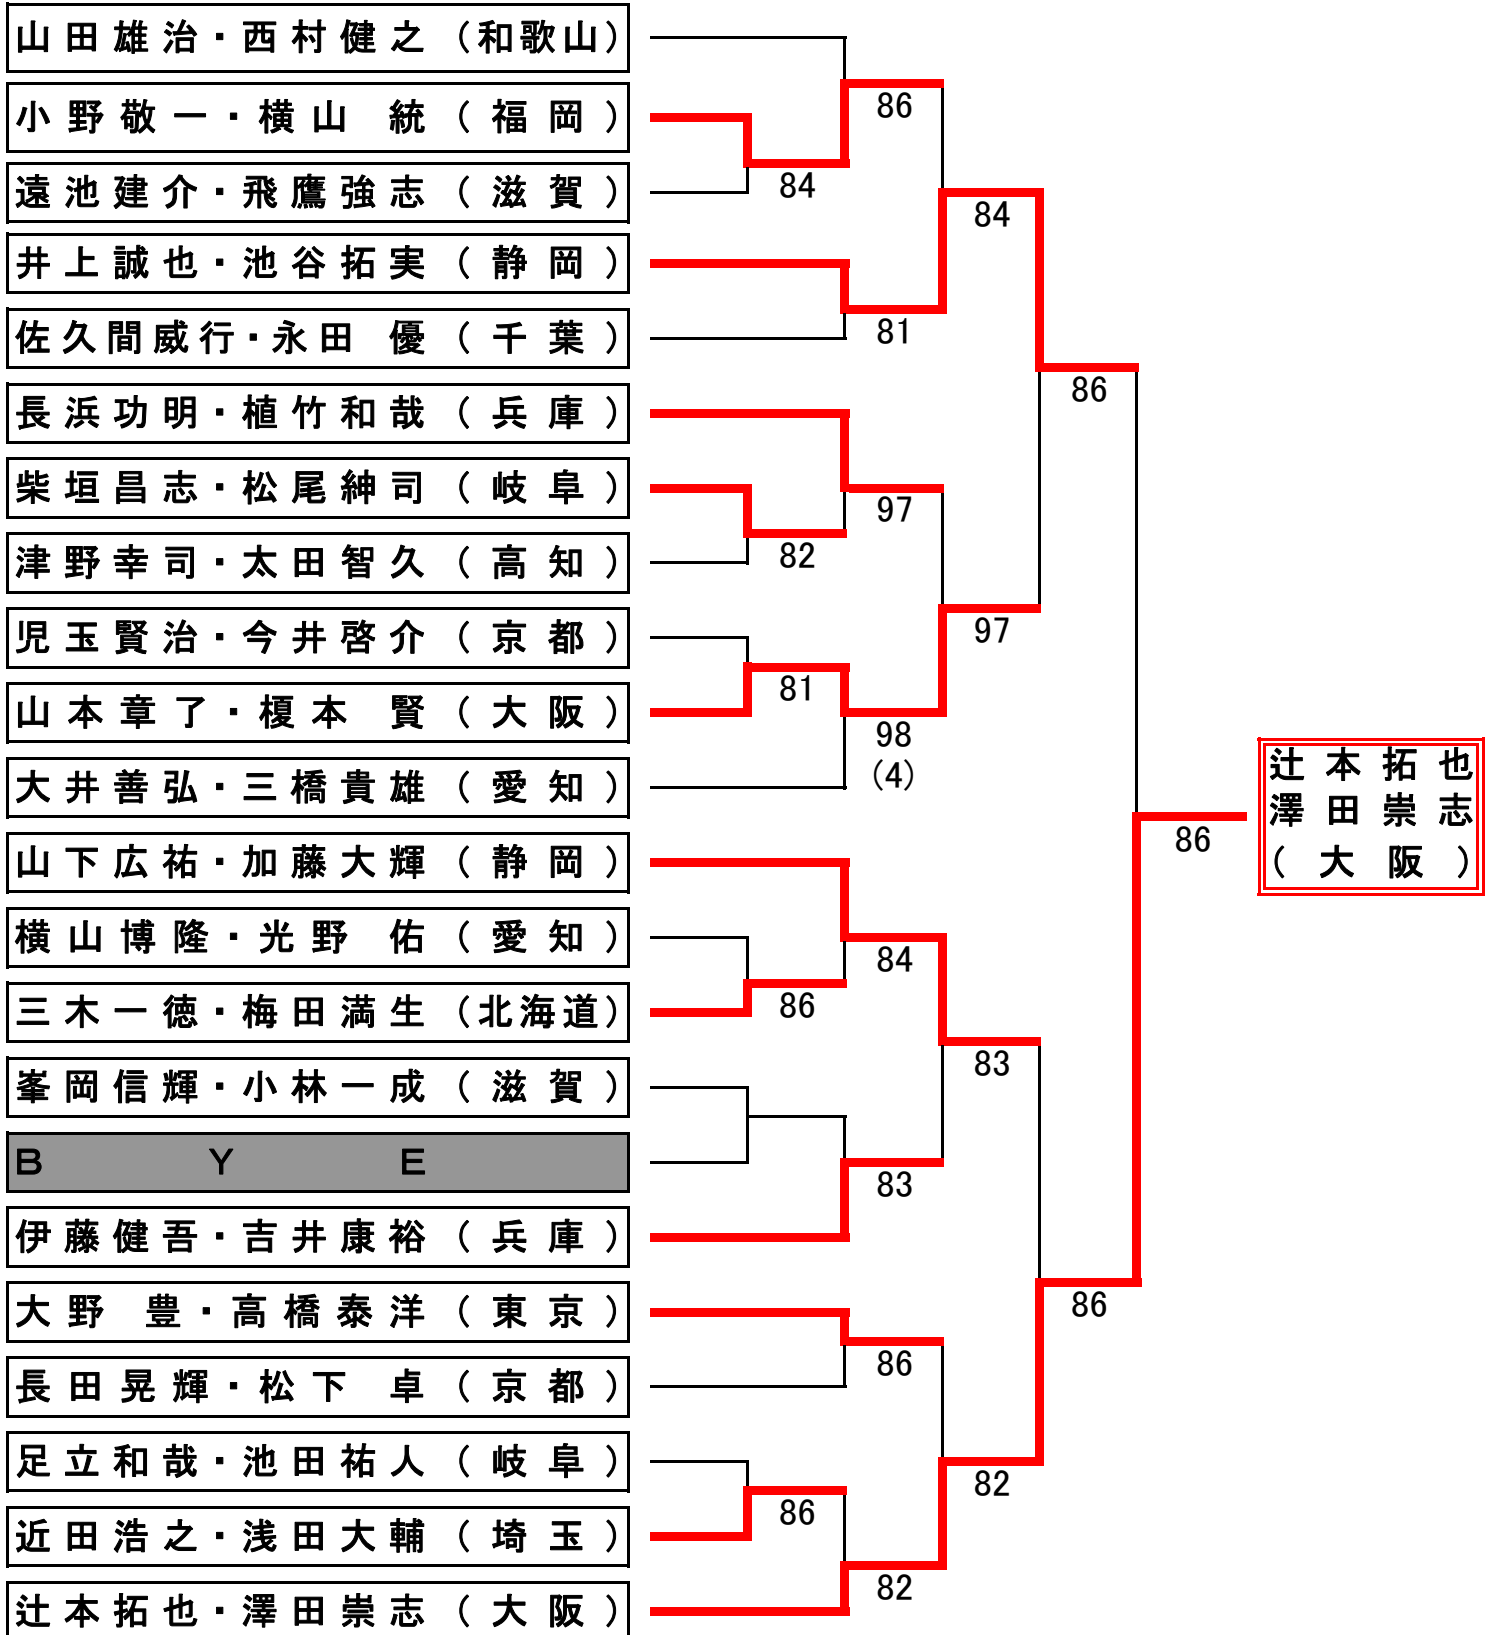 山田雄治・西村健之（和歌山）
86
小野敬一・横山　統（福岡）
84
遠池建介・飛鷹強志（滋賀）
84
井上誠也・池谷拓実（静岡）
81
佐久間威行・永田　優（千葉）
86
長浜功明・植竹和哉（兵庫）
97
柴垣昌志・松尾紳司（岐阜）
82
津野幸司・太田智久（高知）
97
児玉賢治・今井啓介（京都）
81
山本章了・榎本　賢（大阪）
98
(4)
大井善弘・三橋貴雄（愛知）
86
辻本拓也
澤田崇志
（大阪）
山下広祐・加藤大輝（静岡）
84
横山博隆・光野　佑（愛知）
86
三木一徳・梅田満生（北海道）
83
峯岡信輝・小林一成（滋賀）
BYE
83
伊藤健吾・吉井康裕（兵庫）
86
大野　豊・高橋泰洋（東京）
86
長田晃輝・松下　卓（京都）
82
足立和哉・池田祐人（岐阜）
86
近田浩之・浅田大輔（埼玉）
82
辻本拓也・澤田崇志（大阪）